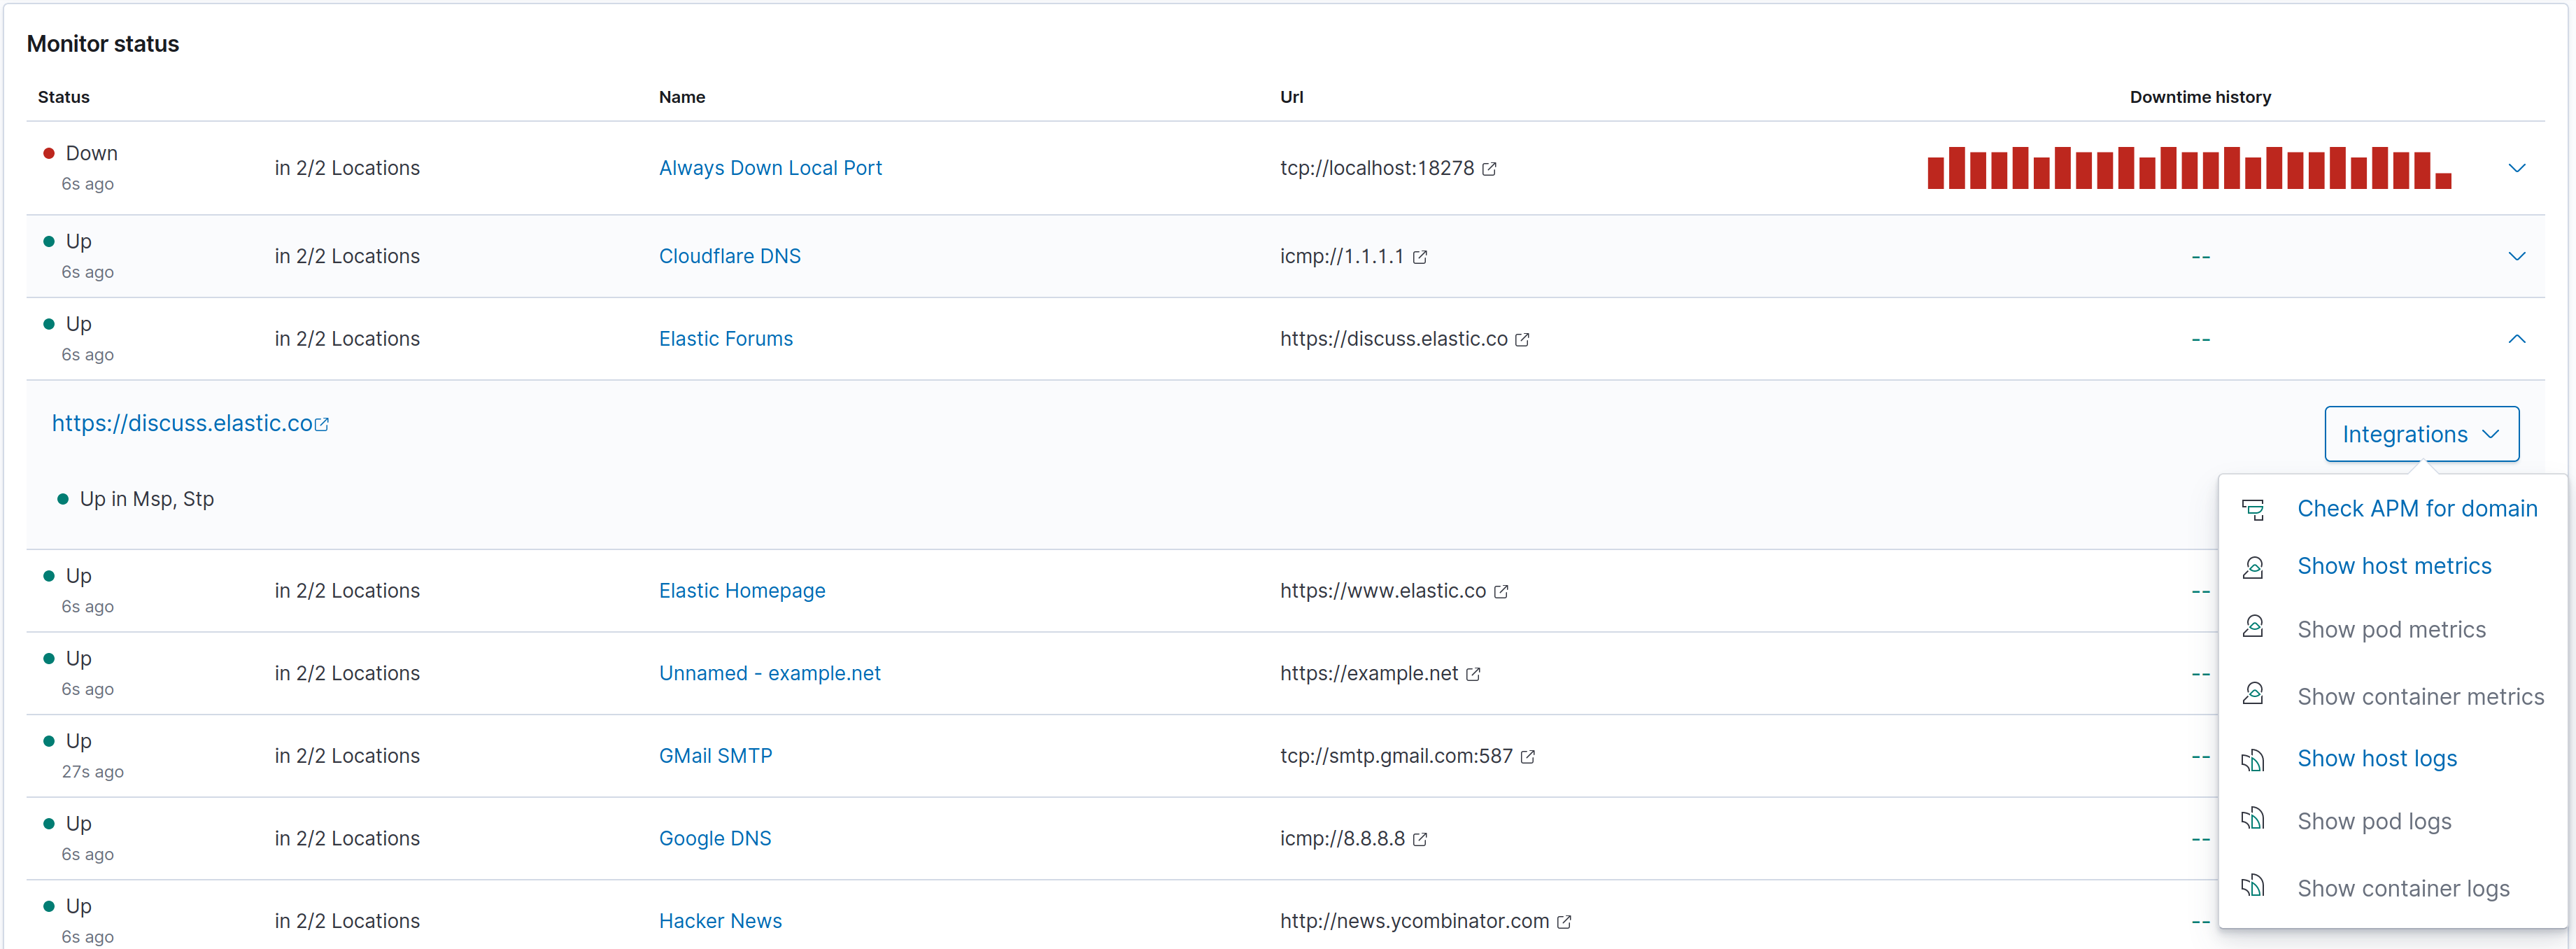 Monitor status
Status Name Url Downtime history
Down
6s ago
in 2/2 Locations Always Down Local Port tcp://localhost:18278
Up
6s ago
in 2/2 Locations Cloudflare DNS icmp://1.1.1.1 --
Up
6s ago
in 2/2 Locations Elastic Forums https://discuss.elastic.co --
https://discuss.elastic.co
Up in Msp, Stp
Integrations
Check APM for domain
Show host metrics
Show pod metrics
Show container metrics
Show host logs
Show pod logs
Show container logs
Up
6s ago
in 2/2 Locations Elastic Homepage https://www.elastic.co --
Up
6s ago
in 2/2 Locations Unnamed - example.net https://example.net --
Up
27s ago
in 2/2 Locations GMail SMTP tcp://smtp.gmail.com:587 --
Up
6s ago
in 2/2 Locations Google DNS icmp://8.8.8.8 --
Up
6s ago
in 2/2 Locations Hacker News http://news.ycombinator.com --